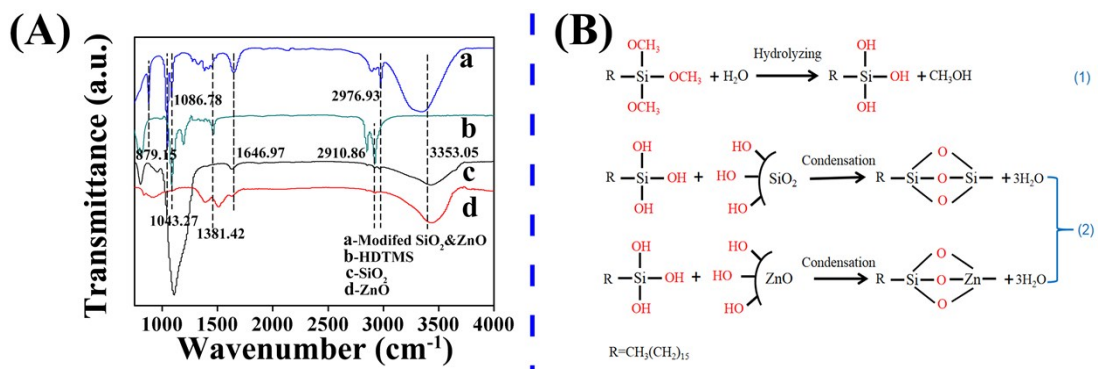 (A)
Transmittance (a.u.)
a
1086.78
2976.93
b
879.15
1646.97
2910.86
3353.05
c
1043.27
1381.42
d
a-Modifed SiO2&ZnO
b-HDTMS
c-SiO2
d-ZnO
1000 1500 2000 2500 3000 3500 4000
Wavenumber (cm-1)
(B)
OCH3
R Si OCH3 + H2O
OCH3
Hydrolyzing
OH
R Si OH + CH3OH
OH
(1)
OH
R Si OH +
OH
HO
HO SiO2
HO
Condensation
O
R Si O Si +3H2O
O
(2)
OH
R Si OH +
OH
HO
HO ZnO
HO
Condensation
O
R Si O Zn +3H2O
O
R=CH3(CH2)15